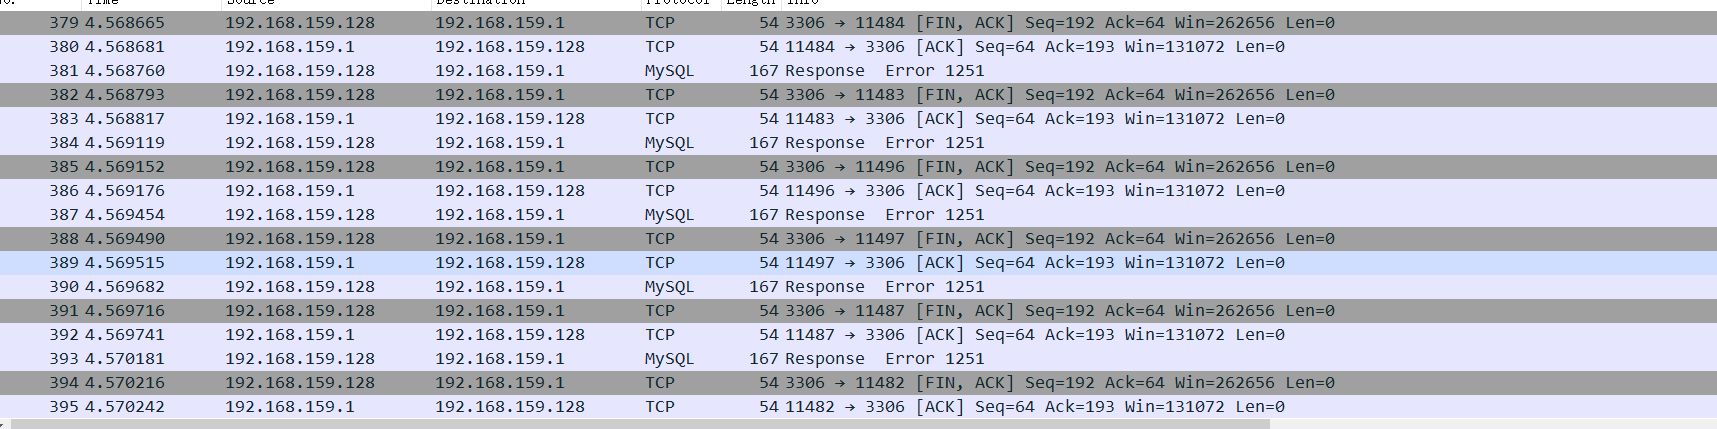 No. Time Source Destination Protocol Length Info
379 4.568665 192.168.159.128 192.168.159.1 TCP 54 3306 → 11484 [FIN, ACK] Seq=192 Ack=64 Win=262656 Len=0
380 4.568681 192.168.159.1 192.168.159.128 TCP 54 11484 → 3306 [ACK] Seq=64 Ack=193 Win=131072 Len=0
381 4.568760 192.168.159.128 192.168.159.1 MySQL 167 Response Error 1251
382 4.568793 192.168.159.128 192.168.159.1 TCP 54 3306 → 11483 [FIN, ACK] Seq=192 Ack=64 Win=262656 Len=0
383 4.568817 192.168.159.1 192.168.159.128 TCP 54 11483 → 3306 [ACK] Seq=64 Ack=193 Win=131072 Len=0
384 4.569119 192.168.159.128 192.168.159.1 MySQL 167 Response Error 1251
385 4.569152 192.168.159.128 192.168.159.1 TCP 54 3306 → 11496 [FIN, ACK] Seq=192 Ack=64 Win=262656 Len=0
386 4.569176 192.168.159.1 192.168.159.128 TCP 54 11496 → 3306 [ACK] Seq=64 Ack=193 Win=131072 Len=0
387 4.569454 192.168.159.128 192.168.159.1 MySQL 167 Response Error 1251
388 4.569490 192.168.159.128 192.168.159.1 TCP 54 3306 → 11497 [FIN, ACK] Seq=192 Ack=64 Win=262656 Len=0
389 4.569515 192.168.159.1 192.168.159.128 TCP 54 11497 → 3306 [ACK] Seq=64 Ack=193 Win=131072 Len=0
390 4.569682 192.168.159.128 192.168.159.1 MySQL 167 Response Error 1251
391 4.569716 192.168.159.128 192.168.159.1 TCP 54 3306 → 11487 [FIN, ACK] Seq=192 Ack=64 Win=262656 Len=0
392 4.569741 192.168.159.1 192.168.159.128 TCP 54 11487 → 3306 [ACK] Seq=64 Ack=193 Win=131072 Len=0
393 4.570181 192.168.159.128 192.168.159.1 MySQL 167 Response Error 1251
394 4.570216 192.168.159.128 192.168.159.1 TCP 54 3306 → 11482 [FIN, ACK] Seq=192 Ack=64 Win=262656 Len=0
395 4.570242 192.168.159.1 192.168.159.128 TCP 54 11482 → 3306 [ACK] Seq=64 Ack=193 Win=131072 Len=0